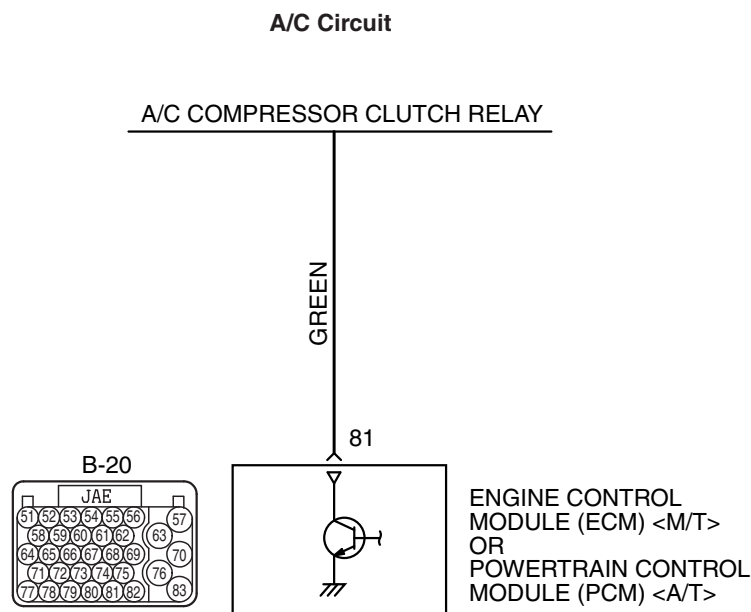 A/C Circuit
A/C COMPRESSOR CLUTCH RELAY
GREEN
81
B-20
JAE
51 52 53 54 55 56 57
58 59 60 61 62 63
64 65 66 67 68 69 70
71 72 73 74 75 76
77 78 79 80 81 82 83
ENGINE CONTROL
MODULE (ECM) <M/T>
OR
POWERTRAIN CONTROL
MODULE (PCM) <A/T>